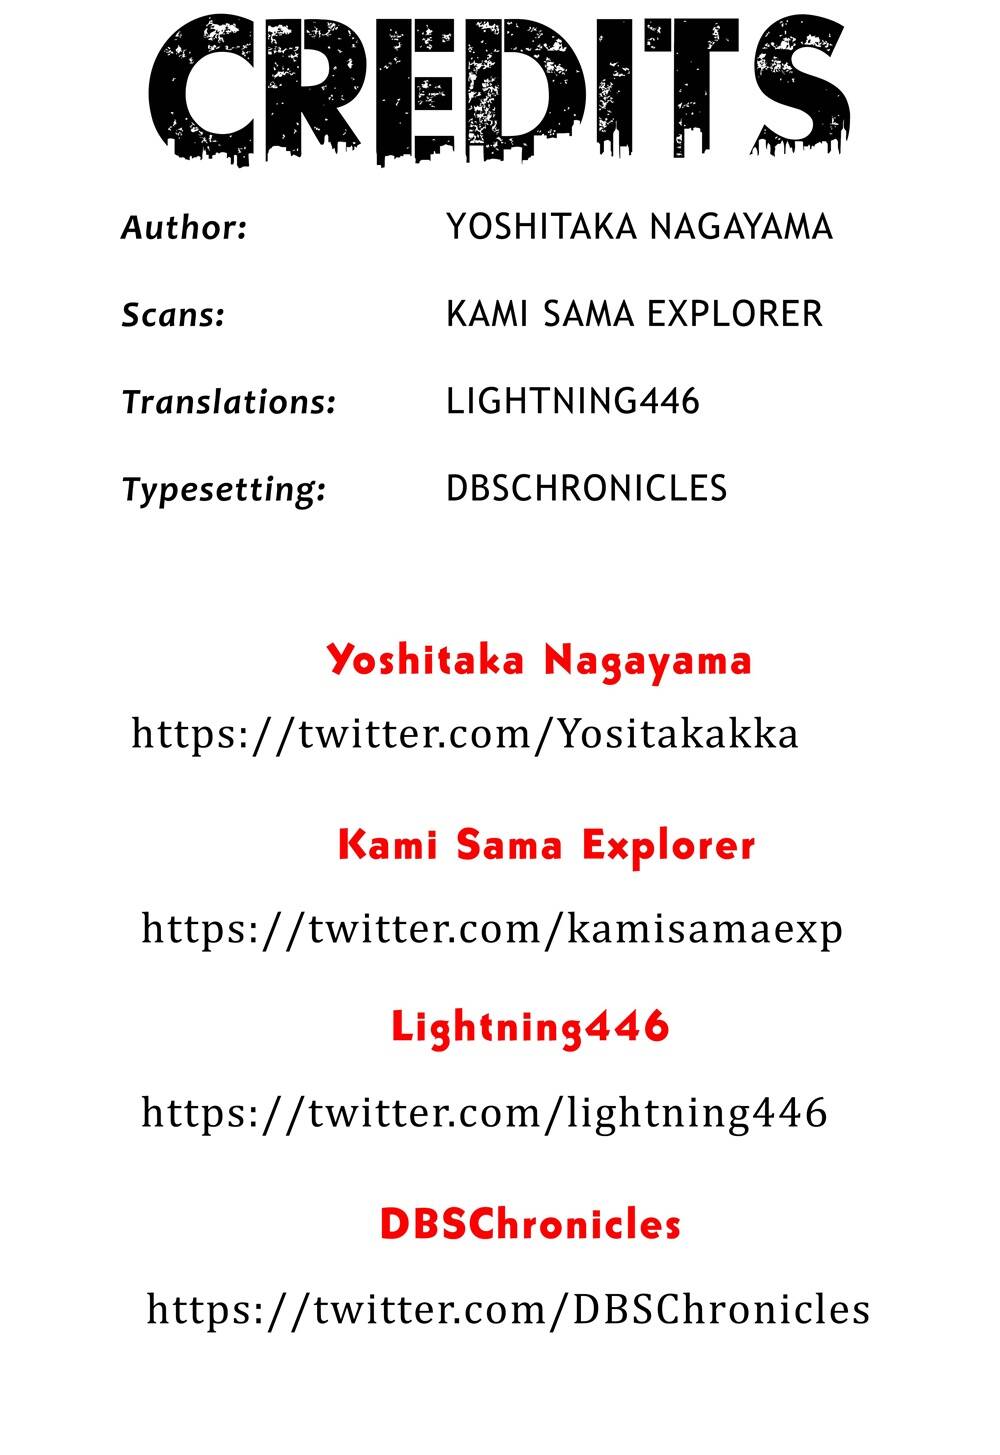 CREDITS
Author: YOSHITAKA NAGAYAMA
Scans: KAMI SAMA EXPLORER
Translations: LIGHTNING446
Typesetting: DBSCHRONICLES
Yoshitaka Nagayama
https://twitter.com/Yositakakka
Kami Sama Explorer
https://twitter.com/kamisamaexp
Lightning446
https://twitter.com/lightning446
DBSChronicles
https://twitter.com/DBSChronicles